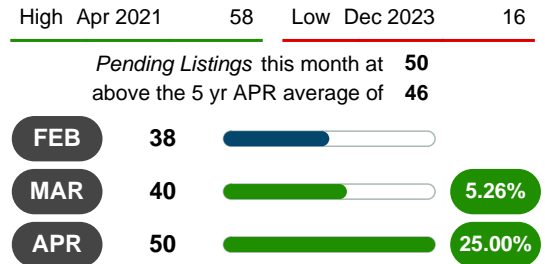 High Apr 2021 58 Low Dec 2023 16
Pending Listings this month at 50
above the 5 yr APR average of 46
FEB 38
MAR 40 5.26%
APR 50 25.00%